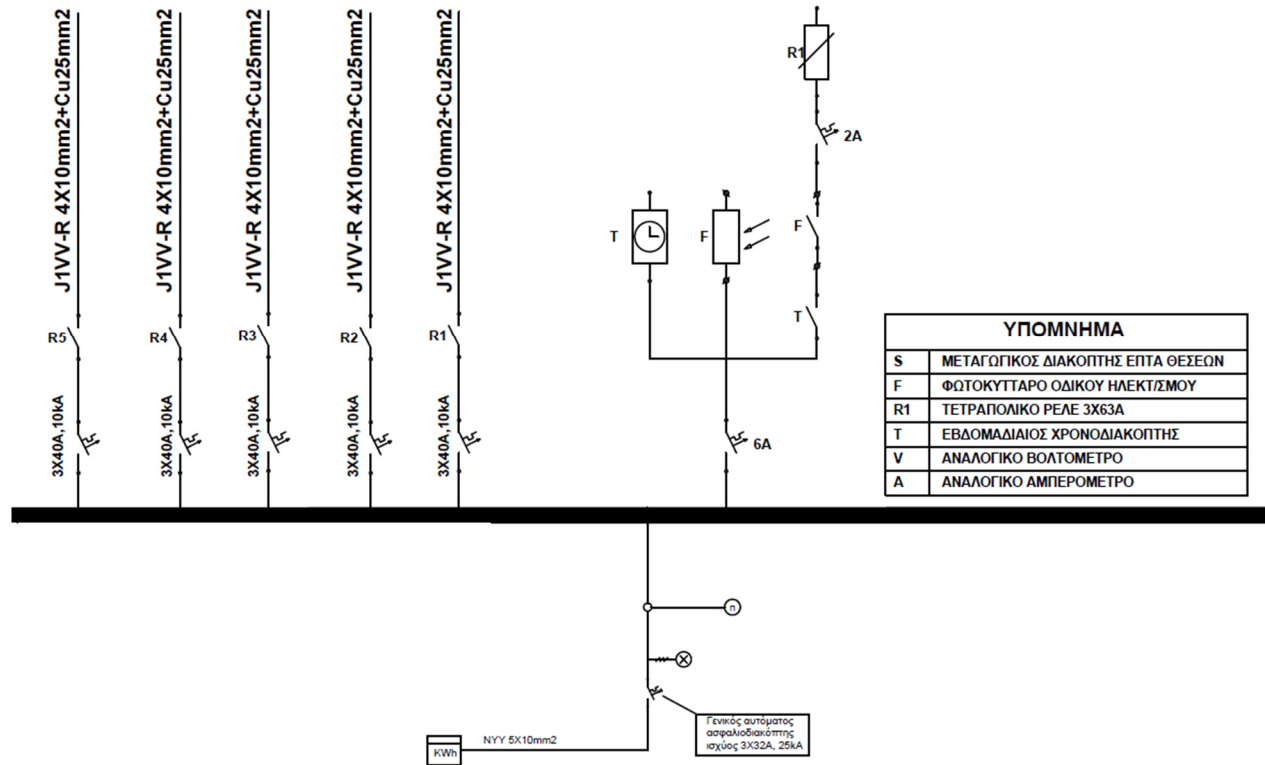 J1VV-R 4X10mm2+Cu25mm2
J1VV-R 4X10mm2+Cu25mm2
J1VV-R 4X10mm2+Cu25mm2
J1VV-R 4X10mm2+Cu25mm2
J1VV-R 4X10mm2+Cu25mm2
R5
R4
R3
R2
R1
3X40A,10kA
3X40A,10kA
3X40A,10kA
3X40A,10kA
3X40A,10kA
R1
2A
T
F
F
T
6A
ΥΠΟΜΝΗΜΑ
S ΜΕΤΑΓΩΓΙΚΟΣ ΔΙΑΚΟΠΤΗΣ ΕΠΤΑ ΘΕΣΕΩΝ
F ΦΩΤΟΚΥΤΤΑΡΟ ΟΔΙΚΟΥ ΗΛΕΚΤ/ΣΜΟΥ
R1 ΤΕΤΡΑΠΟΛΙΚΟ ΡΕΛΕ 3X63A
T ΕΒΔΟΜΑΔΙΑΙΟΣ ΧΡΟΝΟΔΙΑΚΟΠΤΗΣ
V ΑΝΑΛΟΓΙΚΟ ΒΟΛΤΟΜΕΤΡΟ
A ΑΝΑΛΟΓΙΚΟ ΑΜΠΕΡΟΜΕΤΡΟ
π
Γενικός αυτόματος
ασφαλιοδιακόπτης
ισχύος 3X32A, 25kA
NYY 5X10mm2
KWh